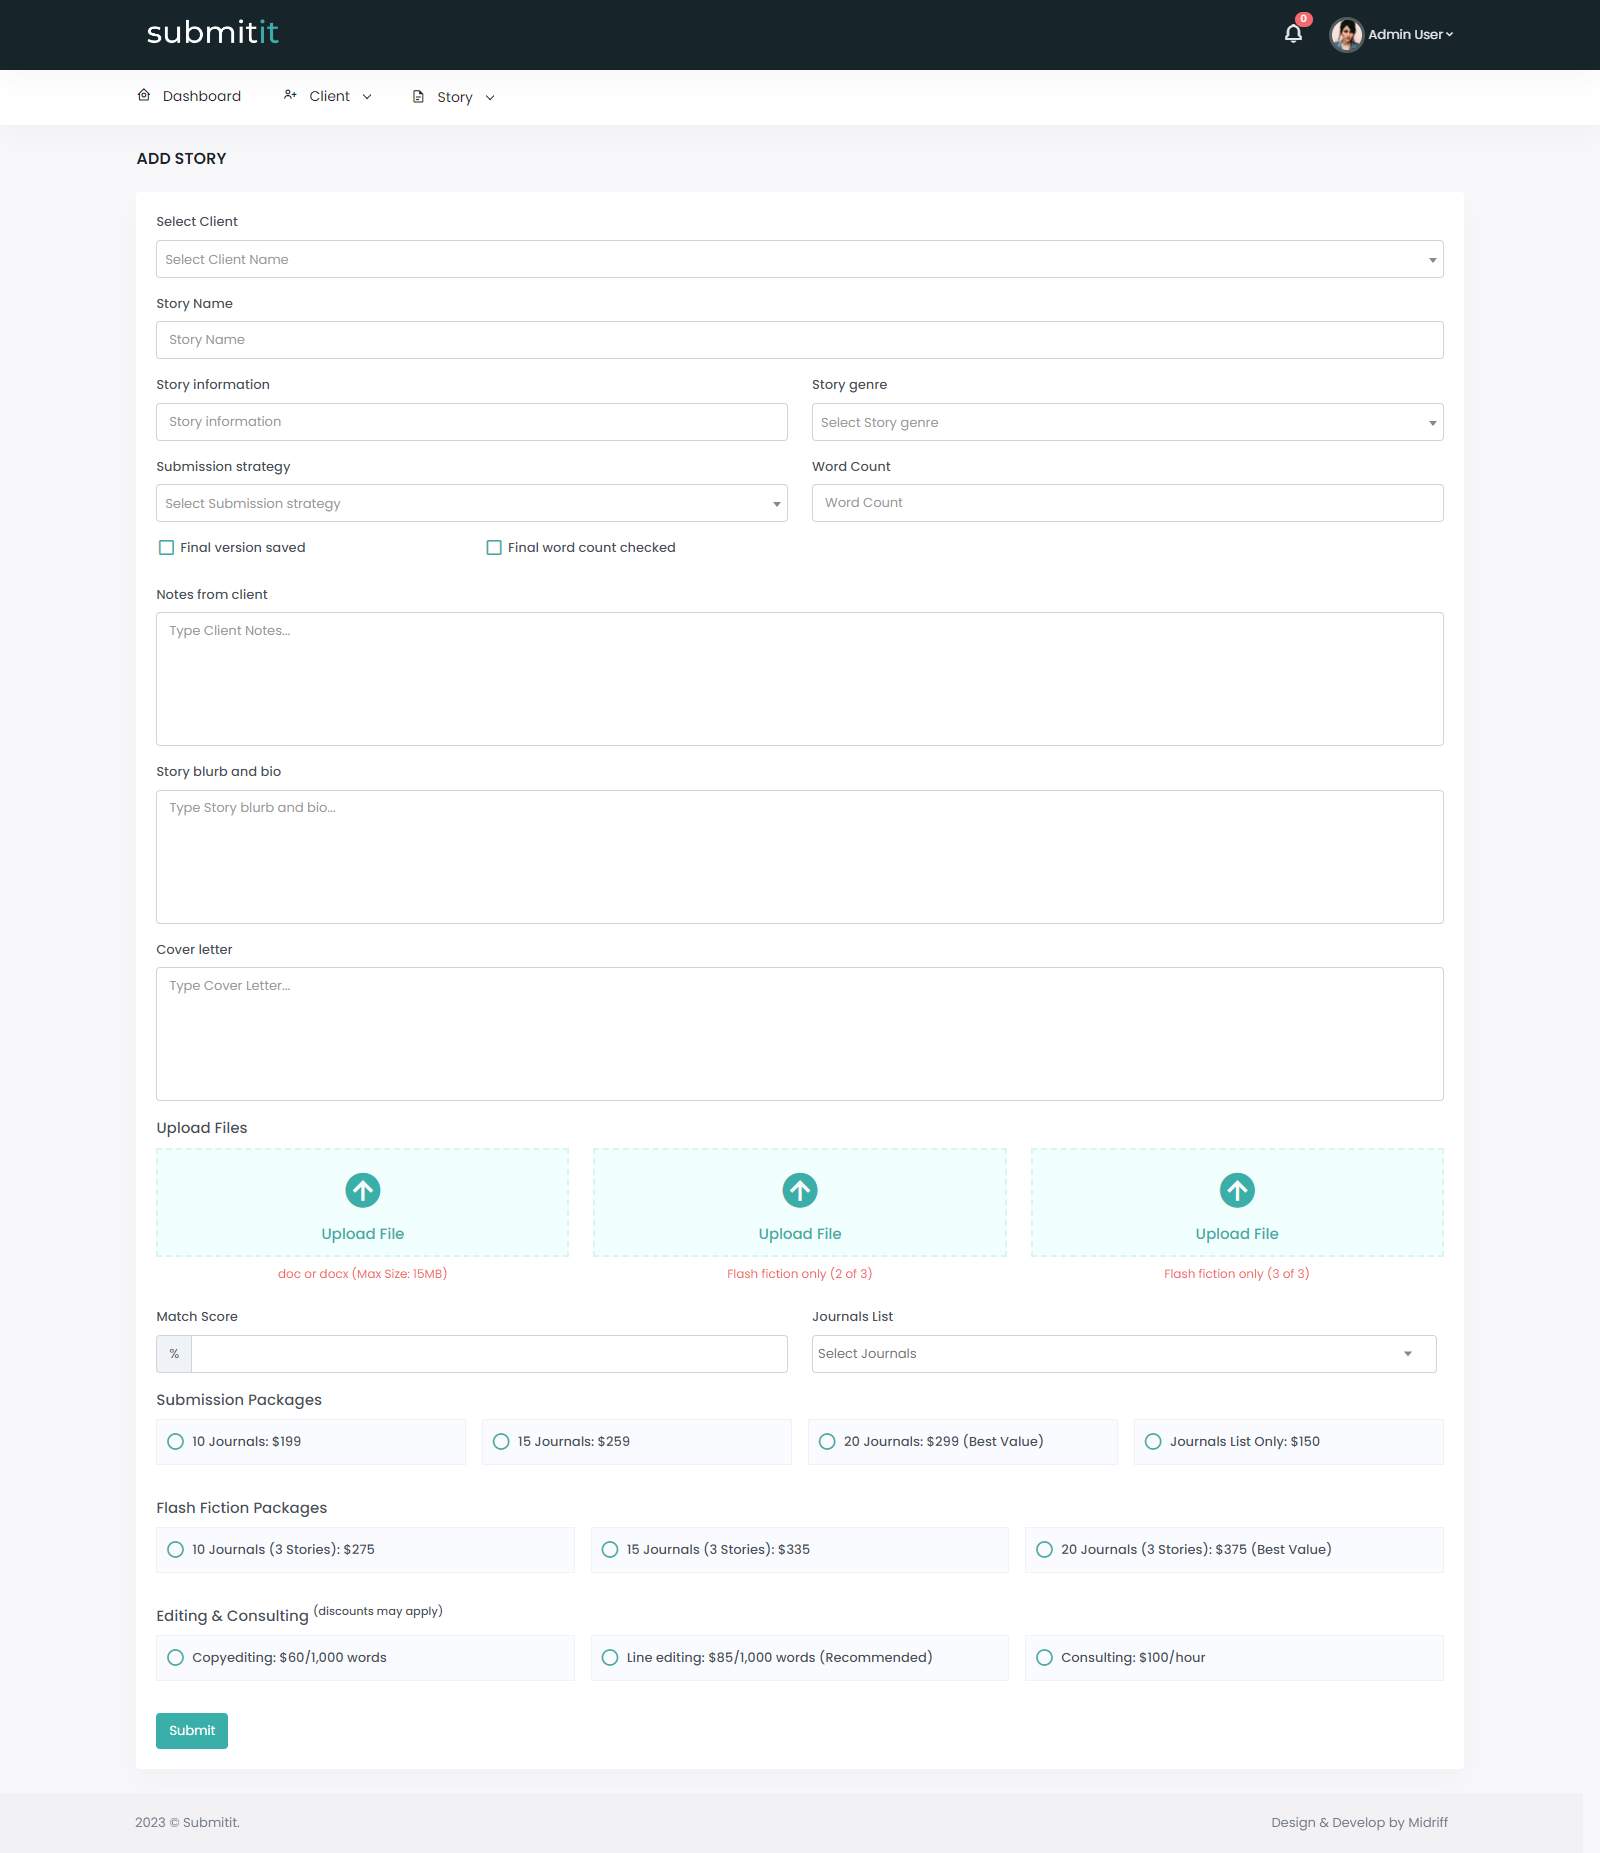 submitit
0
Admin User
Dashboard
Client
Story
ADD STORY
Select Client
Select Client Name
Story Name
Story Name
Story information
Story genre
Story information
Select Story genre
Submission strategy
Word Count
Select Submission strategy
Word Count
Final version saved
Final word count checked
Notes from client
Type Client Notes...
Story blurb and bio
Type Story blurb and bio...
Cover letter
Type Cover Letter...
Upload Files
Upload File
Upload File
Upload File
doc or docx (Max Size: 15MB)
Flash fiction only (2 of 3)
Flash fiction only (3 of 3)
Match Score
Journals List
%
Select Journals
Submission Packages
10 Journals: $199
15 Journals: $259
20 Journals: $299 (Best Value)
Journals List Only: $150
Flash Fiction Packages
10 Journals (3 Stories): $275
15 Journals (3 Stories): $335
20 Journals (3 Stories): $375 (Best Value)
Editing & Consulting (discounts may apply)
Copyediting: $60/1,000 words
Line editing: $85/1,000 words (Recommended)
Consulting: $100/hour
Submit
2023 © Submitit.
Design & Develop by Midriff